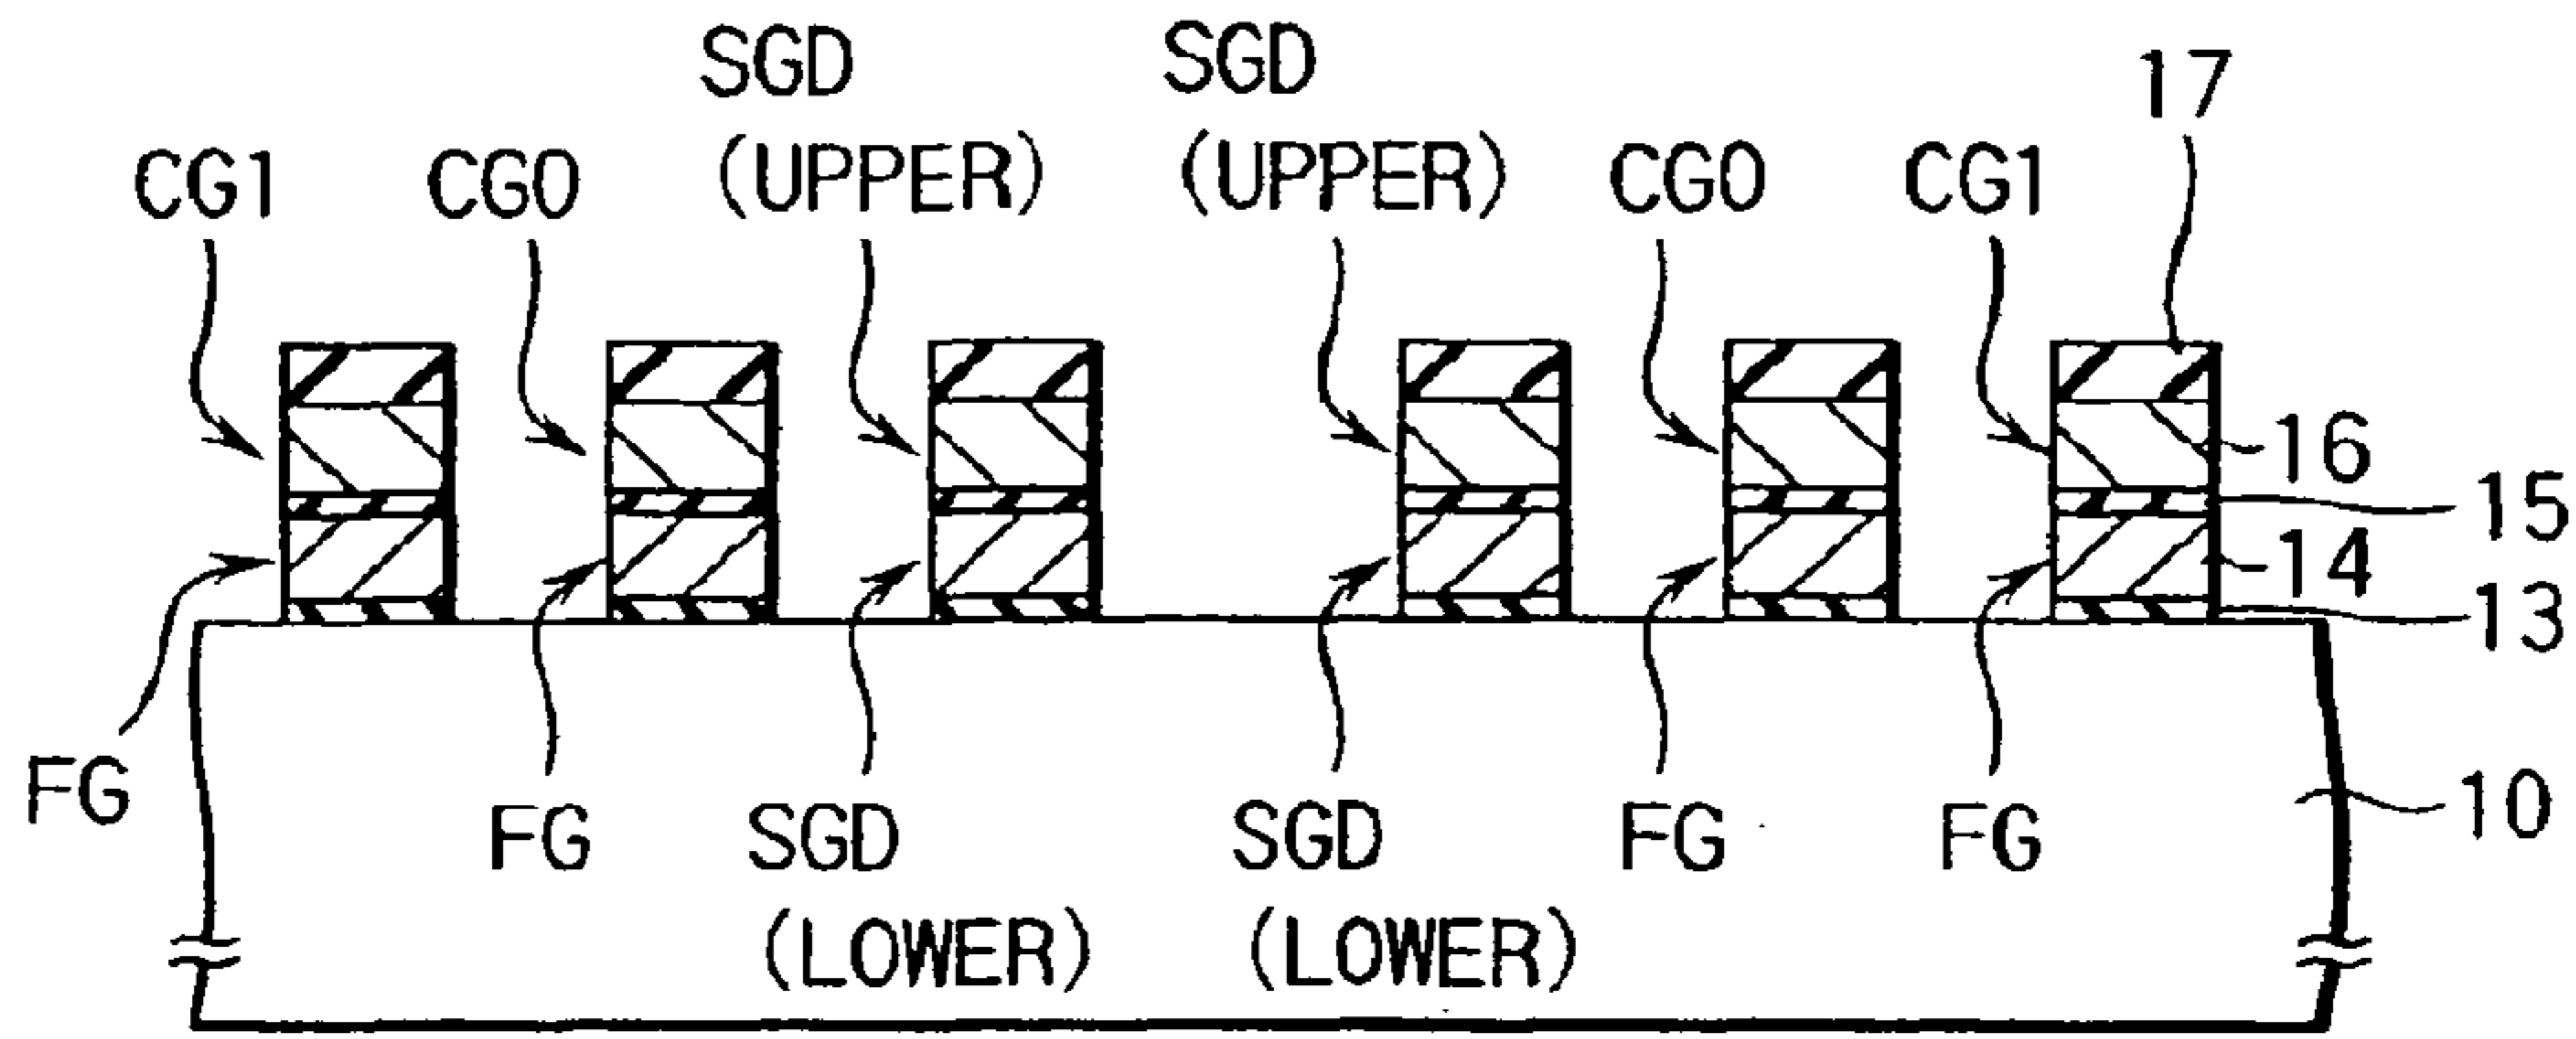 SGD SGD 17
CG1 CG0 (UPPER) (UPPER) CG0 CG1
16
15
14
13
FG 10
FG SGD SGD FG FG
(LOWER) (LOWER)